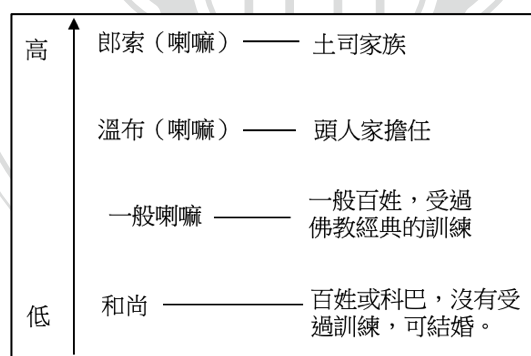 高
郎索（喇嘛）
土司家族
溫布（喇嘛）
頭人家擔任
一般喇嘛
一般百姓，受過
佛教經典的訓練
低
和尚
百姓或科巴，沒有受
過訓練，可結婚。